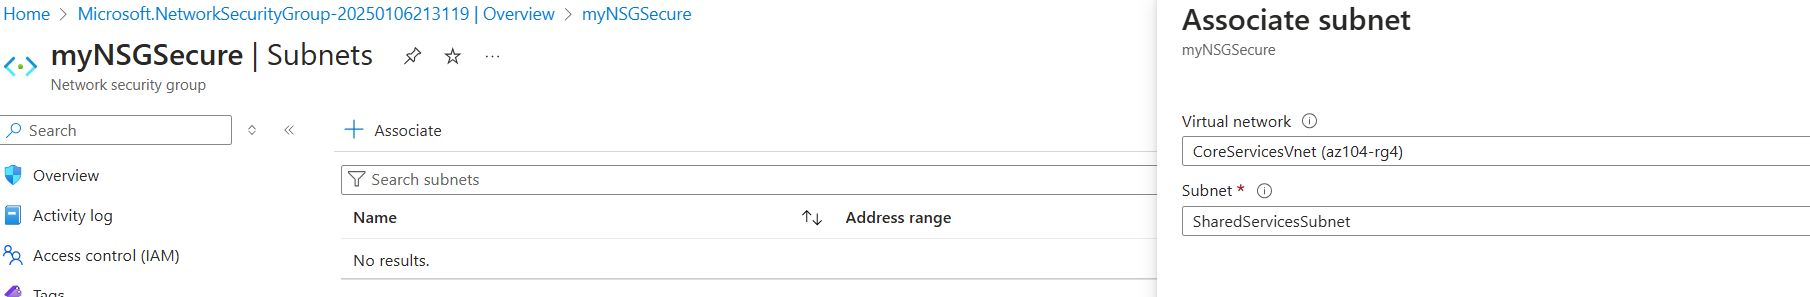 Home > Microsoft.NetworkSecurityGroup-20250106213119 | Overview > myNSGSecure
myNSGSecure | Subnets
Network security group
Search
Overview
Activity log
Access control (IAM)
Tags
Associate
Search subnets
Name Address range
No results.
Associate subnet
myNSGSecure
Virtual network
CoreServicesVnet (az104-rg4)
Subnet *
SharedServicesSubnet